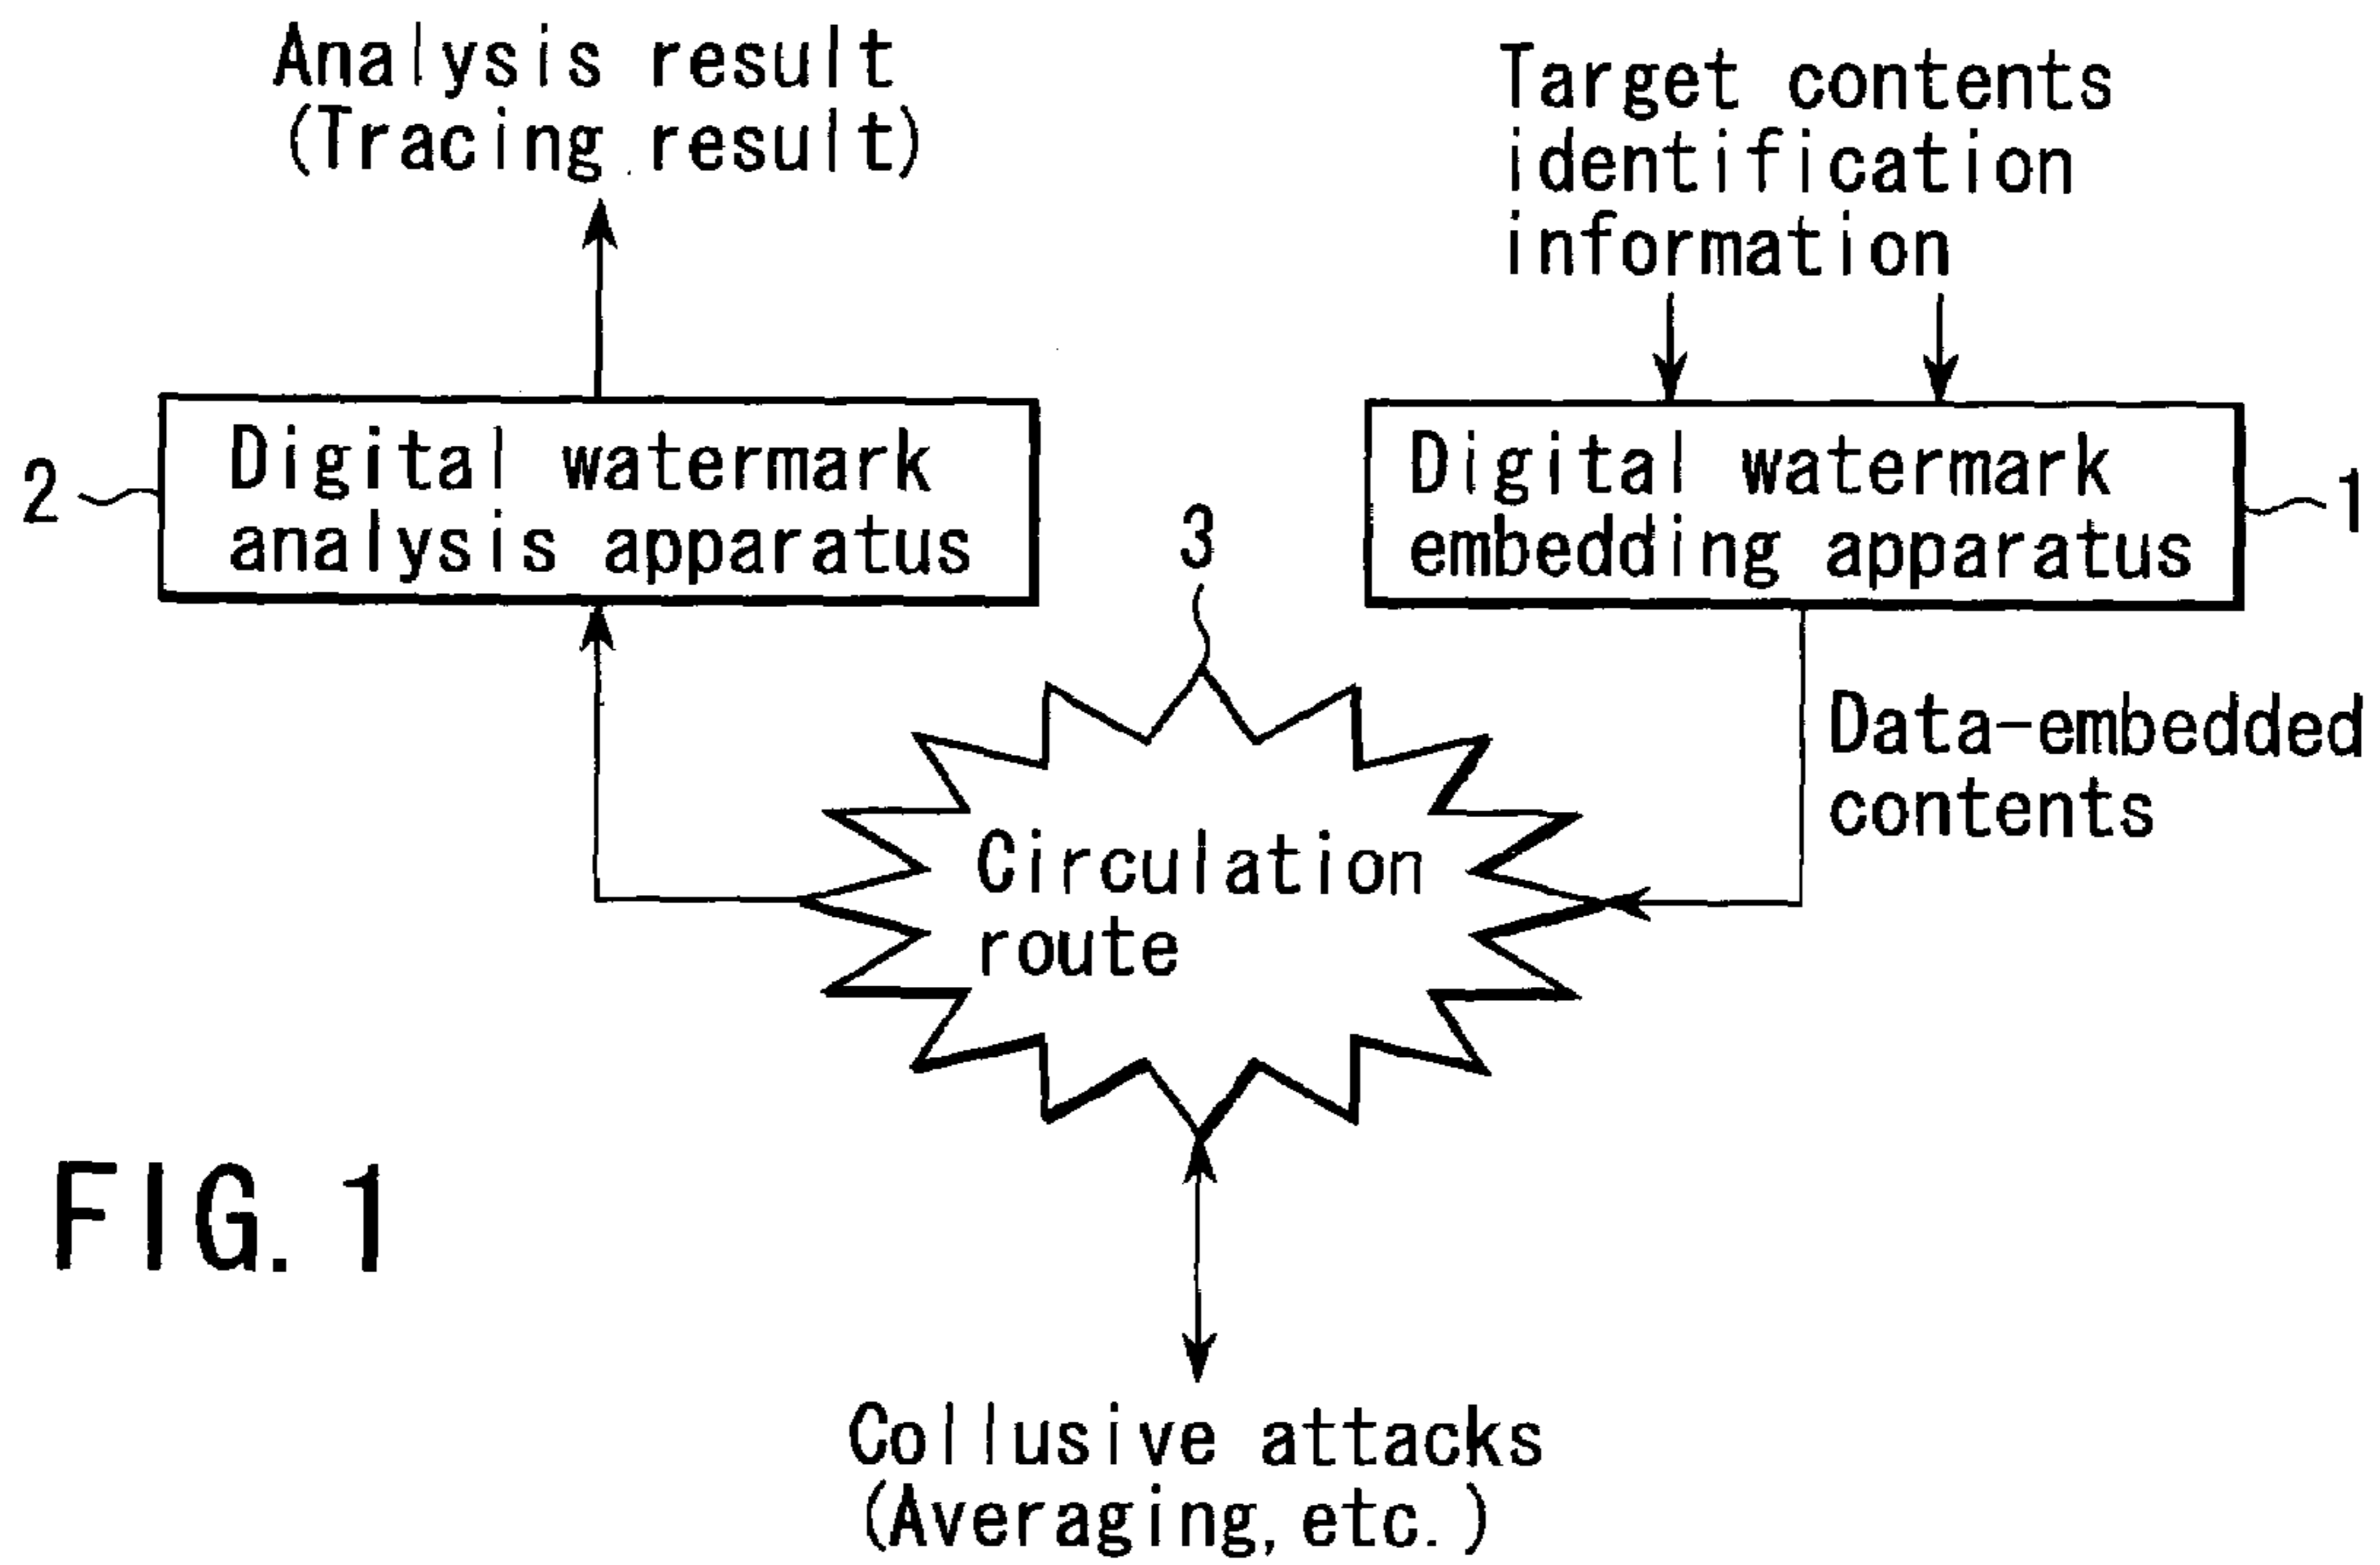 Analysis result
(Tracing result)
Target contents
identification
information
2
Digital watermark
analysis apparatus
3
Digital watermark
embedding apparatus
1
Data-embedded
contents
Circulation
route
FIG. 1
Collusive attacks
(Averaging, etc.)